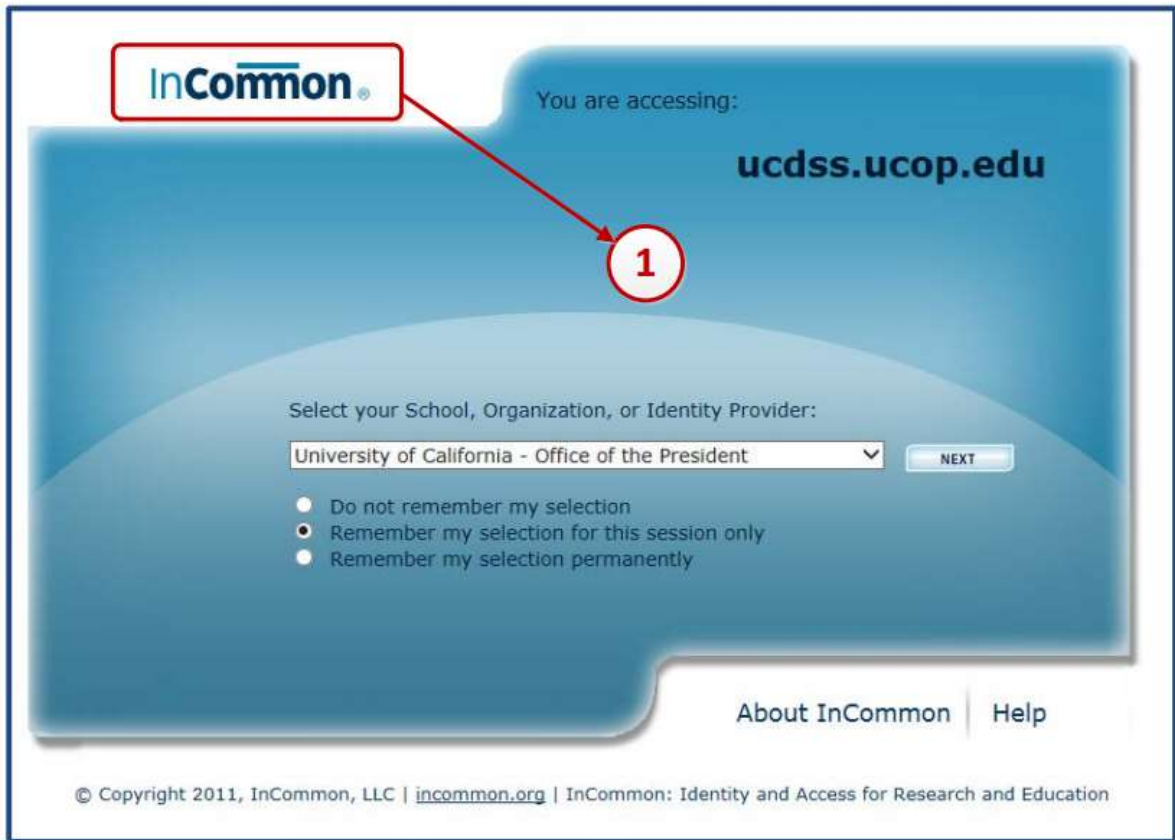 InCommon®
You are accessing:
ucdss.ucop.edu
1
Select your School, Organization, or Identity Provider:
University of California - Office of the President
NEXT
Do not remember my selection
Remember my selection for this session only
Remember my selection permanently
About InCommon | Help
© Copyright 2011, InCommon, LLC | incommon.org | InCommon: Identity and Access for Research and Education